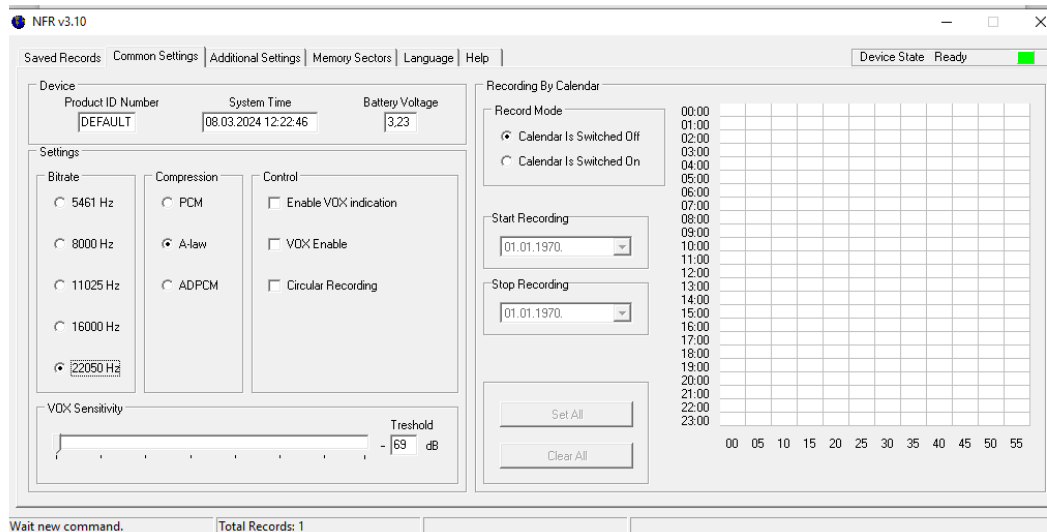 NFR v3.10
Saved Records Common Settings Additional Settings Memory Sectors Language Help
Device State Ready
Device
Product ID Number System Time Battery Voltage
DEFAULT 08.03.2024 12:22:46 3,23
Settings
Bitrate
5461 Hz
8000 Hz
11025 Hz
16000 Hz
22050 Hz
Compression
PCM
A-law
ADPCM
Control
Enable VOX indication
VOX Enable
Circular Recording
VOX Sensitivity
Treshold
- 69 dB
Recording By Calendar
Record Mode
Calendar Is Switched Off
Calendar Is Switched On
Start Recording
01.01.1970.
Stop Recording
01.01.1970.
Set All
Clear All
00:00
01:00
02:00
03:00
04:00
05:00
06:00
07:00
08:00
09:00
10:00
11:00
12:00
13:00
14:00
15:00
16:00
17:00
18:00
19:00
20:00
21:00
22:00
23:00
00 05 10 15 20 25 30 35 40 45 50 55
Wait new command. Total Records: 1